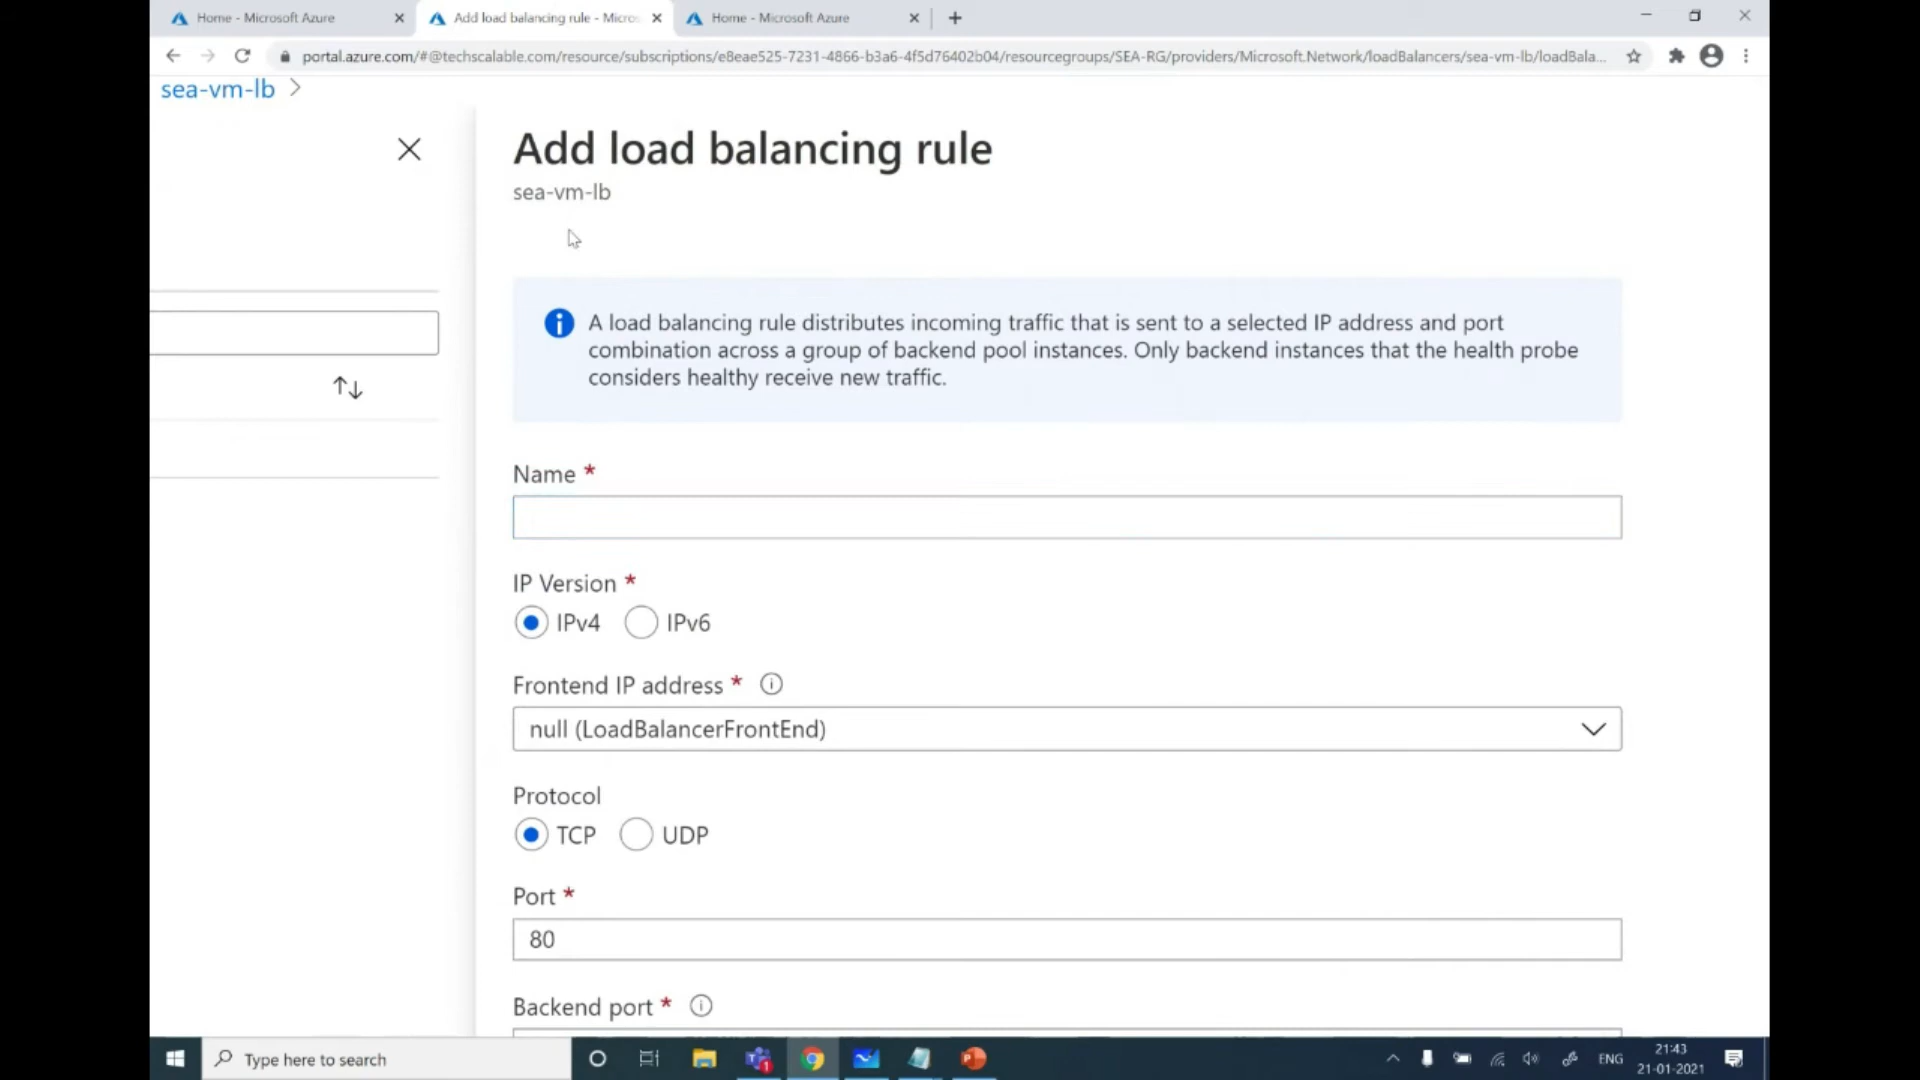 Home - Microsoft Azure
Add load balancing rule - Micros
Home - Microsoft Azure
portal.azure.com/#@techscalable.com/resource/subscriptions/e8eae525-7231-4866-b3a6-4f5d76402b04/resourcegroups/SEA-RG/providers/Microsoft.Network/loadBalancers/sea-vm-lb/loadBala...
sea-vm-lb
Add load balancing rule
sea-vm-lb
A load balancing rule distributes incoming traffic that is sent to a selected IP address and port
combination across a group of backend pool instances. Only backend instances that the health probe
considers healthy receive new traffic.
Name *
IP Version *
IPv4 IPv6
Frontend IP address *
null (LoadBalancerFrontEnd)
Protocol
TCP UDP
Port *
80
Backend port *
Type here to search
1
ENG
21:43
21-01-2021